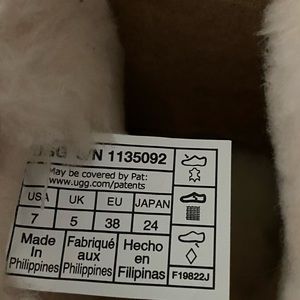 S/N 1135092
May be covered by Pat:
www.ugg.com/patents
USA UK EU JAPAN
7 5 38 24
Made In Philippines
Fabriqué aux Philippines
Hecho en Filipinas
F19822J